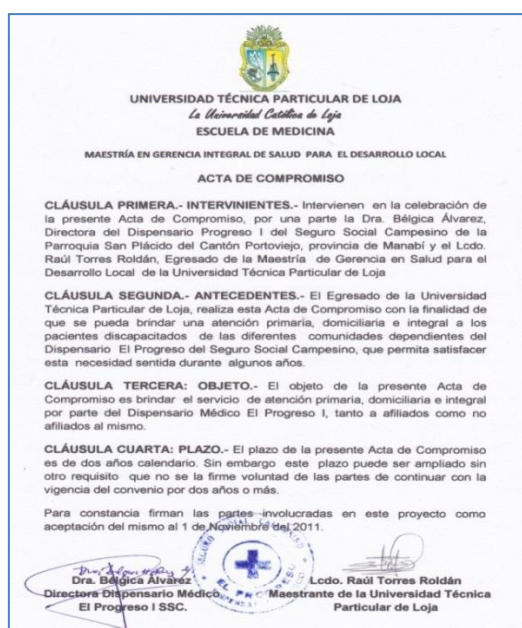 UNIVERSIDAD TÉCNICA PARTICULAR DE LOJA
La Universidad Católica de Loja
ESCUELA DE MEDICINA
MAESTRÍA EN GERENCIA INTEGRAL DE SALUD PARA EL DESARROLLO LOCAL
ACTA DE COMPROMISO
CLÁUSULA PRIMERA.- INTERVINIENTES.- Intervienen en la celebración de
la presente Acta de Compromiso, por una parte la Dra. Bélgica Álvarez,
Directora del Dispensario Progreso I del Seguro Social Campesino de la
Parroquia San Plácido del Cantón Portoviejo, provincia de Manabí y el Lcdo.
Raúl Torres Roldán, Egresado de la Maestría de Gerencia en Salud para el
Desarrollo Local de la Universidad Técnica Particular de Loja
CLÁUSULA SEGUNDA.- ANTECEDENTES.- El Egresado de la Universidad
Técnica Particular de Loja, realiza esta Acta de Compromiso con la finalidad de
que se pueda brindar una atención primaria, domiciliaria e integral a los
pacientes discapacitados de las diferentes comunidades dependientes del
Dispensario El Progreso del Seguro Social Campesino, que permita satisfacer
esta necesidad sentida durante algunos años.
CLÁUSULA TERCERA: OBJETO.- El objeto de la presente Acta de
Compromiso es brindar el servicio de atención primaria, domiciliaria e integral
por parte del Dispensario Médico El Progreso I, tanto a afiliados como no
afiliados al mismo.
CLÁUSULA CUARTA: PLAZO.- El plazo de la presente Acta de Compromiso
es de dos años calendario. Sin embargo este plazo puede ser ampliado sin
otro requisito que no se la firme voluntad de las partes de continuar con la
vigencia del convenio por dos años o más.
Para constancia firman las partes involucradas en este proyecto como
aceptación del mismo al 1 de Noviembre del 2011.
SEGURO SOCIAL CAMPESINO
EL PROGRESO
Dra. Bélgica Álvarez
Directora Dispensario Médico
El Progreso I SSC.
Lcdo. Raúl Torres Roldán
Maestrante de la Universidad Técnica
Particular de Loja